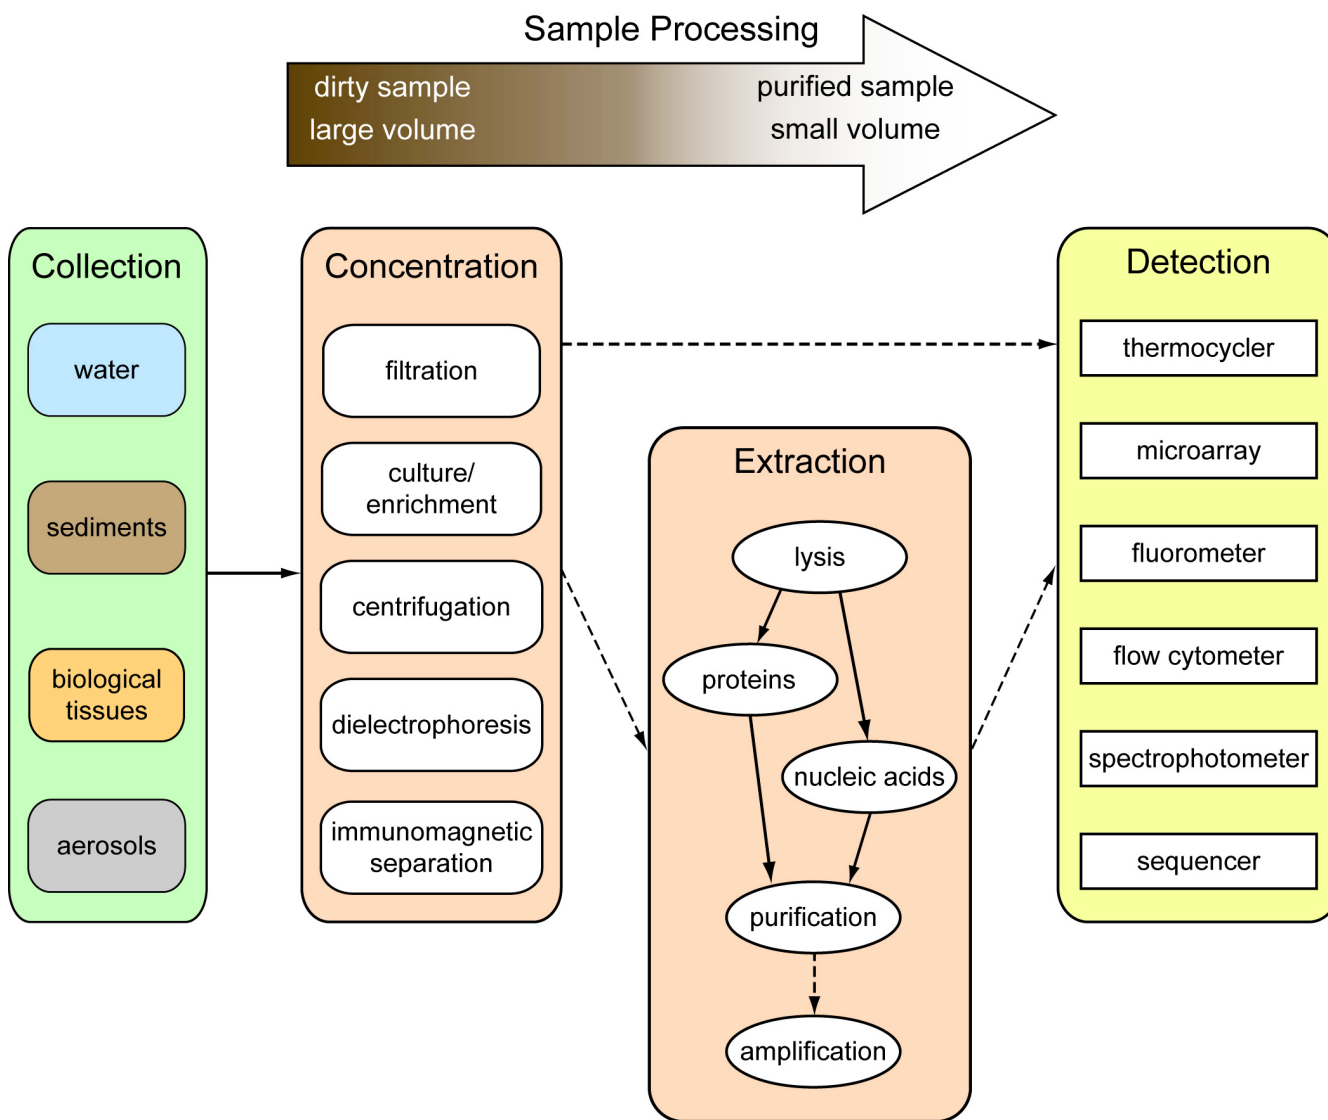 Sample Processing
dirty sample
large volume
purified sample
small volume
Collection
water
sediments
biological
tissues
aerosols
Concentration
filtration
culture/
enrichment
centrifugation
dielectrophoresis
immunomagnetic
separation
Extraction
lysis
proteins
nucleic acids
purification
amplification
Detection
thermocycler
microarray
fluorometer
flow cytometer
spectrophotometer
sequencer